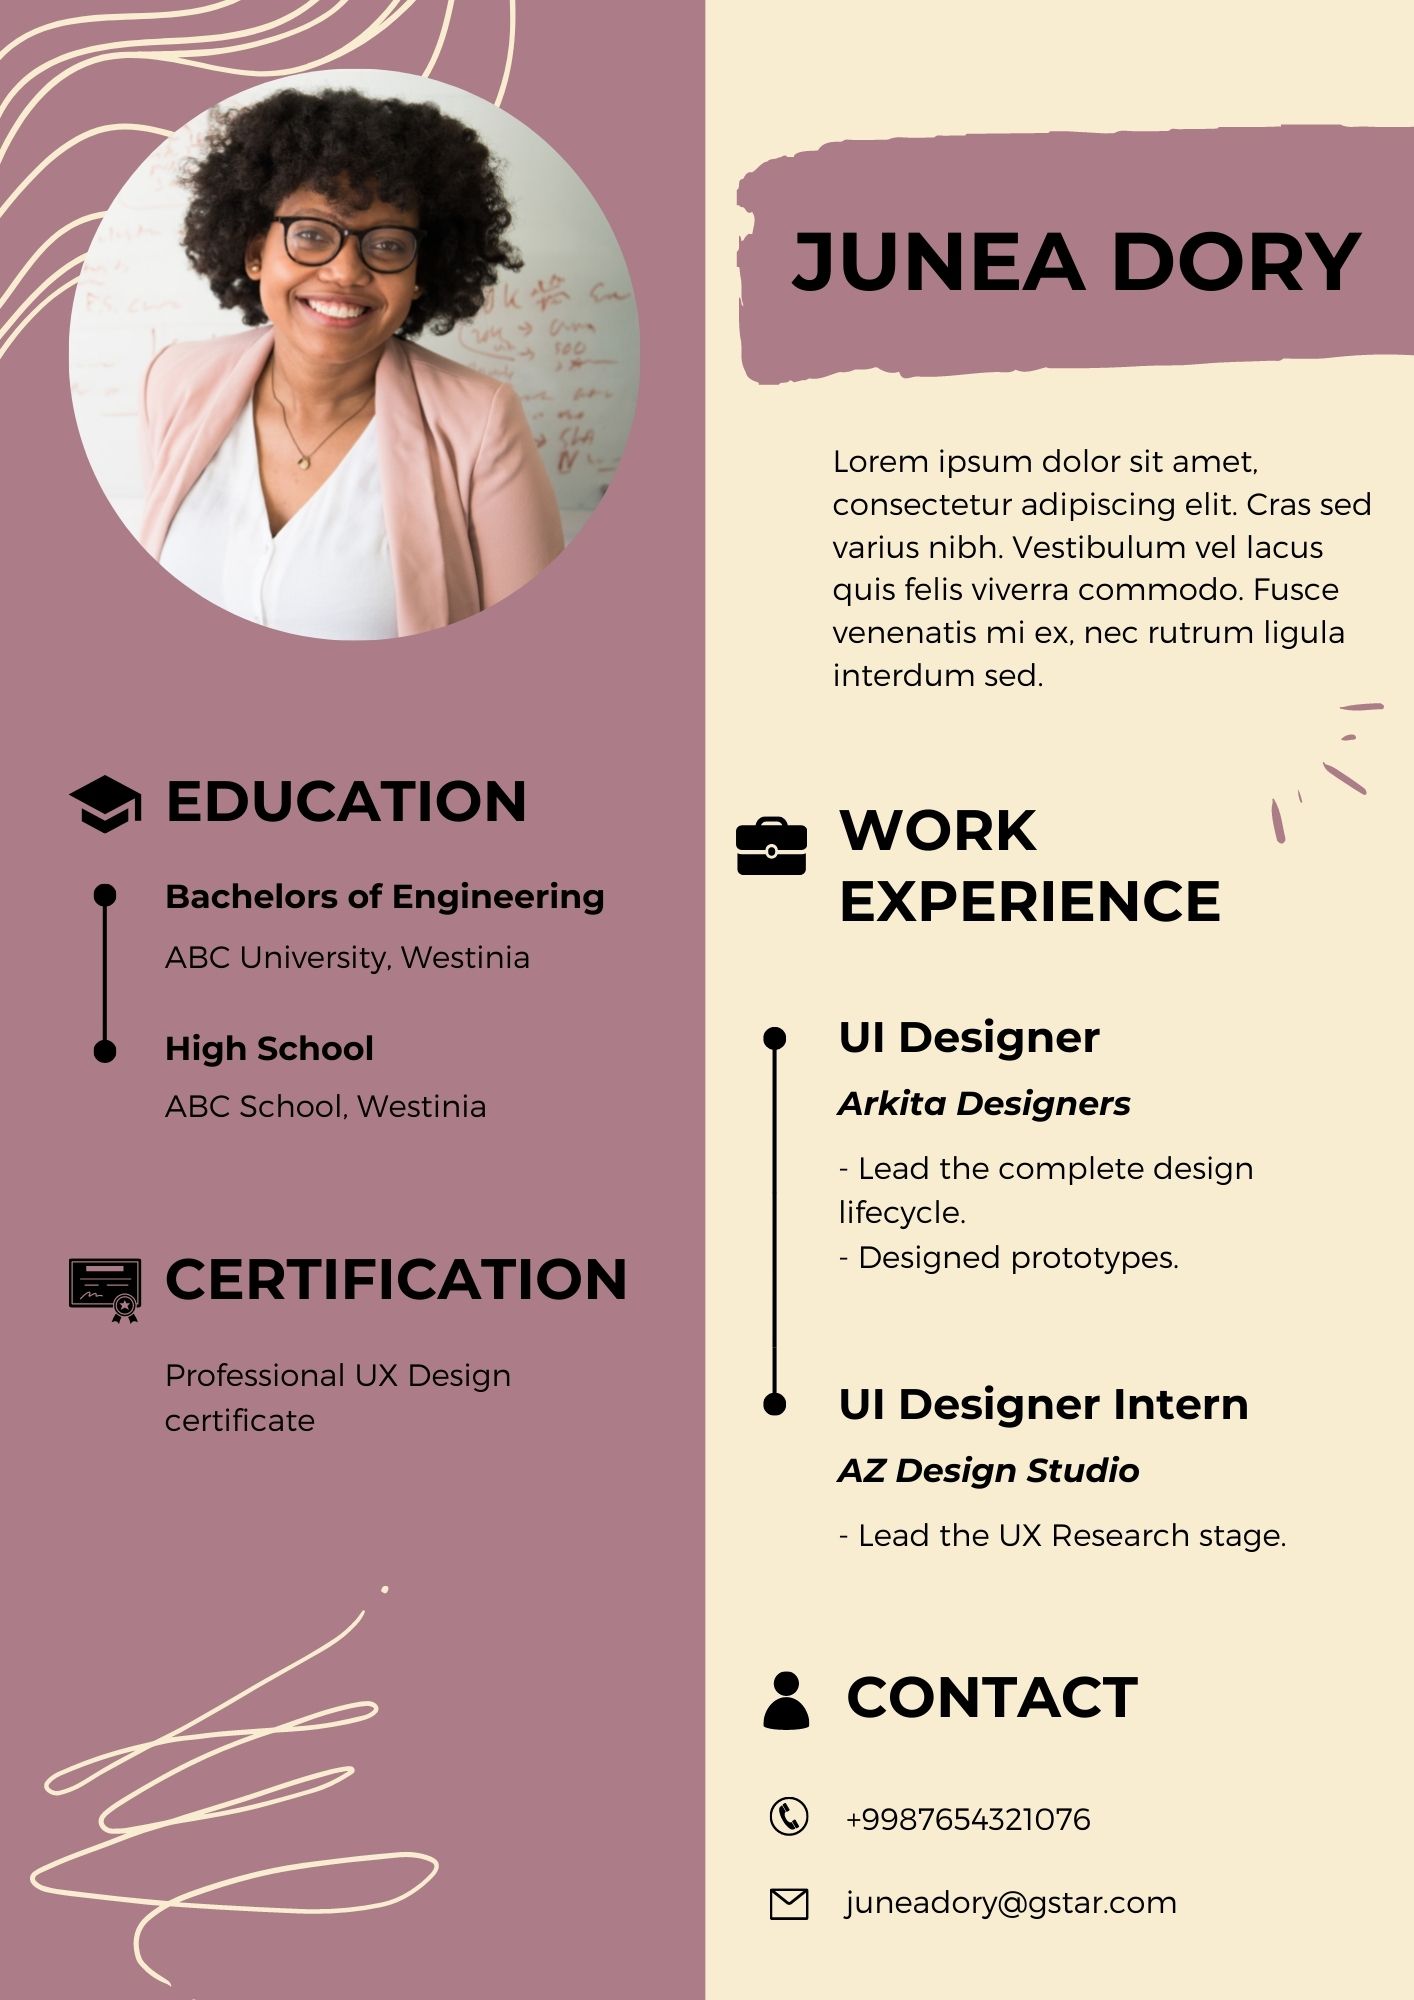 JUNEA DORY
Lorem ipsum dolor sit amet,
consectetur adipiscing elit. Cras sed
varius nibh. Vestibulum vel lacus
quis felis viverra commodo. Fusce
venenatis mi ex, nec rutrum ligula
interdum sed.
EDUCATION
Bachelors of Engineering
ABC University, Westinia
High School
ABC School, Westinia
CERTIFICATION
Professional UX Design
certificate
WORK
EXPERIENCE
UI Designer
Arkita Designers
- Lead the complete design
lifecycle.
- Designed prototypes.
UI Designer Intern
AZ Design Studio
- Lead the UX Research stage.
CONTACT
+9987654321076
juneadory@gstar.com